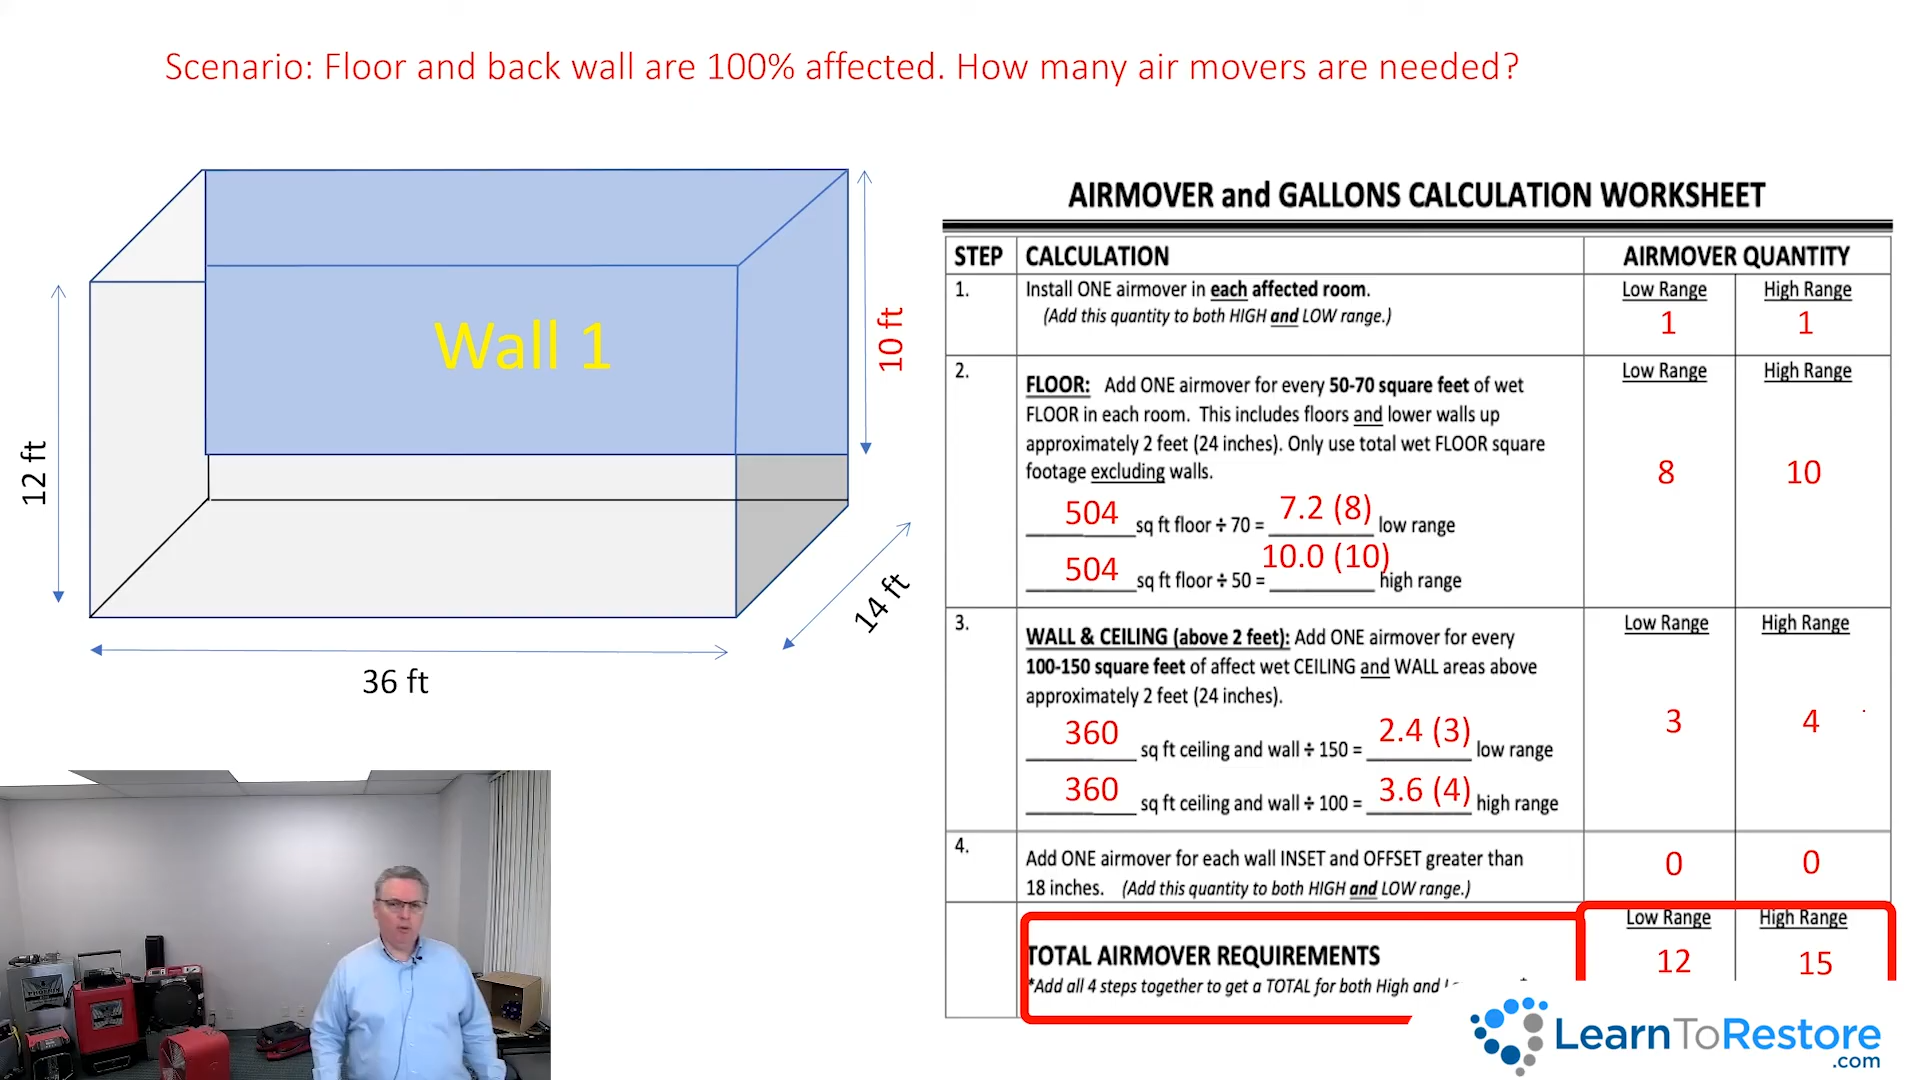 Scenario: Floor and back wall are 100% affected. How many air movers are needed?
Wall 1
10 ft
12 ft
14 ft
36 ft
AIRMOVER and GALLONS CALCULATION WORKSHEET
STEP CALCULATION AIRMOVER QUANTITY
1. Install ONE airmover in each affected room. Low Range High Range
(Add this quantity to both HIGH and LOW range.) 1 1
2. Low Range High Range
FLOOR: Add ONE airmover for every 50-70 square feet of wet
FLOOR in each room. This includes floors and lower walls up
approximately 2 feet (24 inches). Only use total wet FLOOR square
footage excluding walls. 8 10
504 sq ft floor ÷ 70 = 7.2 (8) low range
504 sq ft floor ÷ 50 = 10.0 (10) high range
3. Low Range High Range
WALL & CEILING (above 2 feet): Add ONE airmover for every
100-150 square feet of affect wet CEILING and WALL areas above
approximately 2 feet (24 inches).
3 4
360 sq ft ceiling and wall ÷ 150 = 2.4 (3) low range
360 sq ft ceiling and wall ÷ 100 = 3.6 (4) high range
4. Add ONE airmover for each wall INSET and OFFSET greater than 0 0
18 inches. (Add this quantity to both HIGH and LOW range.)
Low Range High Range
TOTAL AIRMOVER REQUIREMENTS 12 15
*Add all 4 steps together to get a TOTAL for both High and
LearnToRestore
.com